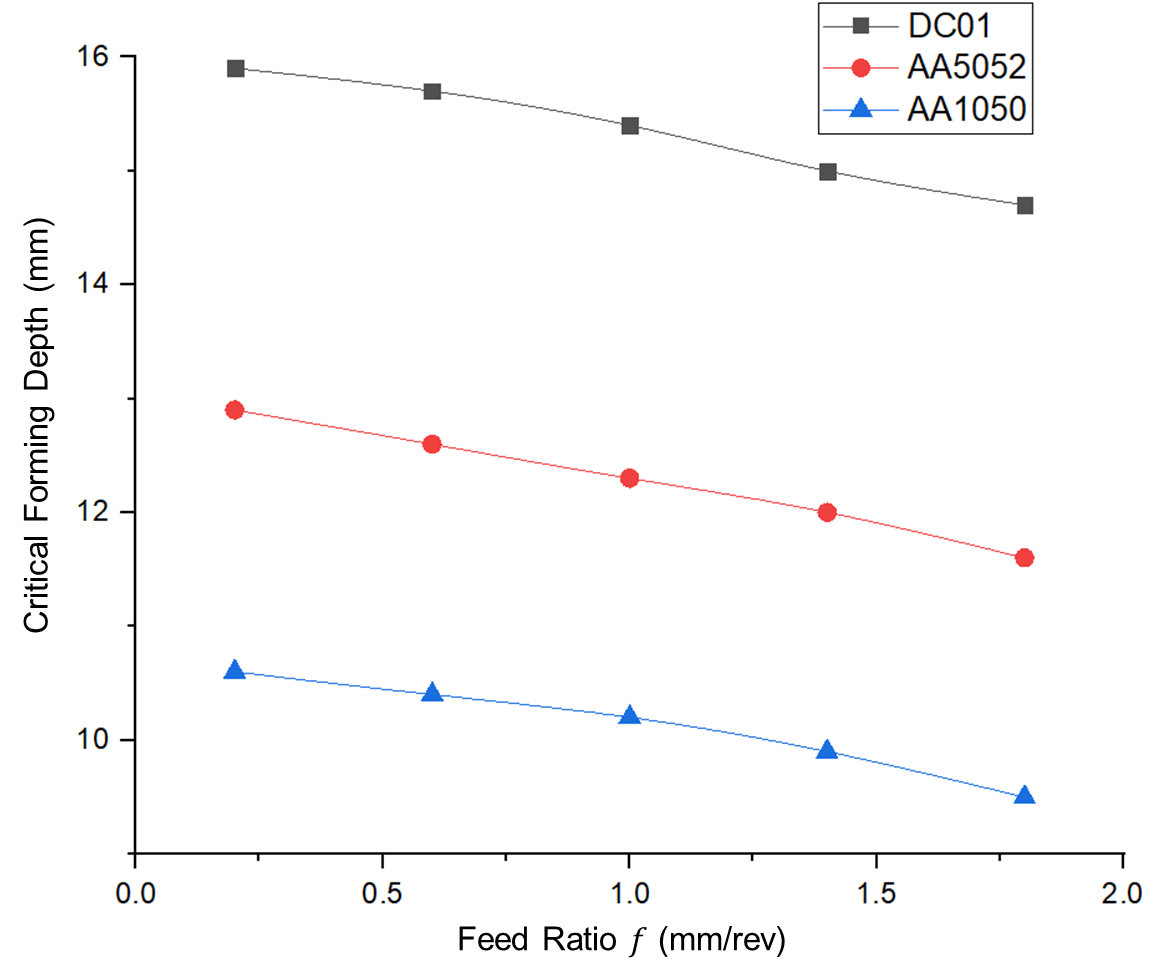 DC01
AA5052
AA1050
16
14
12
10
Critical Forming Depth (mm)
0.0 0.5 1.0 1.5 2.0
Feed Ratio f (mm/rev)